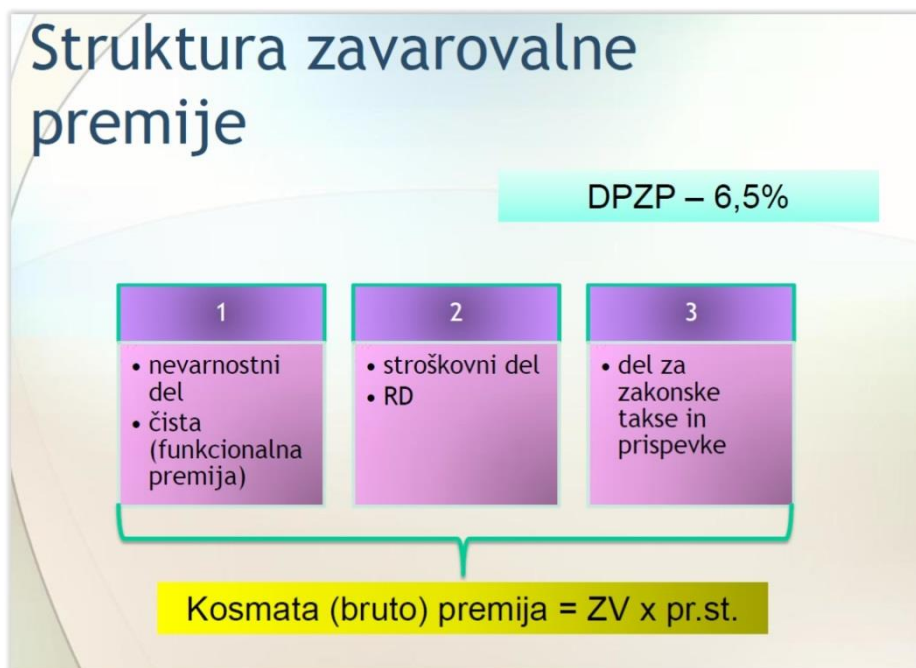 Struktura zavarovalne
premije
DPZP – 6,5%
1
• nevarnostni
del
• čista
(funkcionalna
premija)
2
• stroškovni del
• RD
3
• del za
zakonske
takse in
prispevke
Kosmata (bruto) premija = ZV x pr.st.